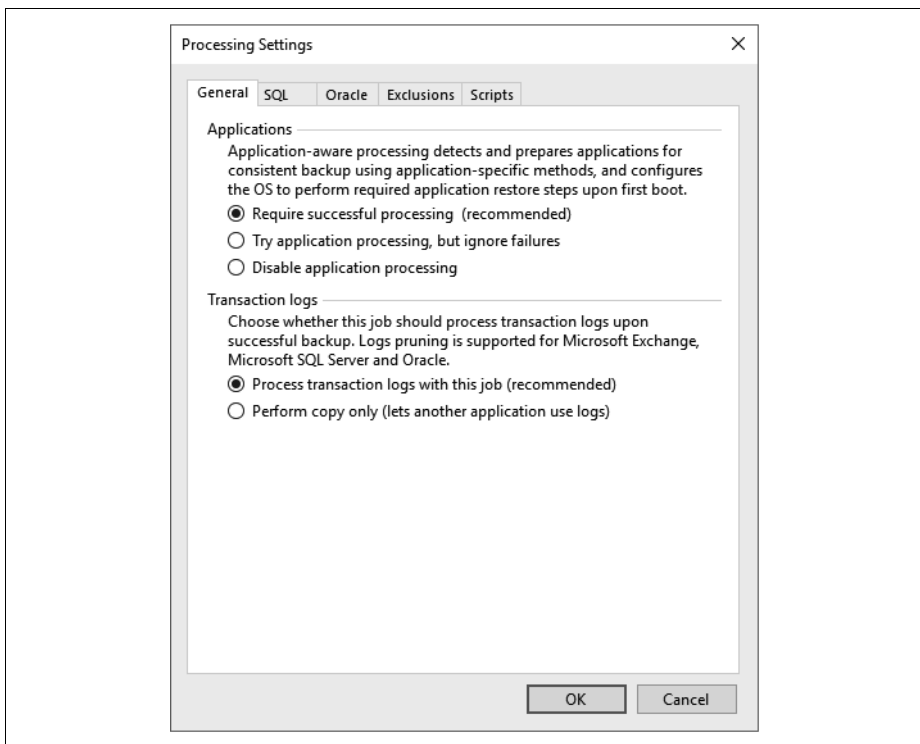 Processing Settings
General SQL Oracle Exclusions Scripts
Applications
Application-aware processing detects and prepares applications for
consistent backup using application-specific methods, and configures
the OS to perform required application restore steps upon first boot.
Require successful processing (recommended)
Try application processing, but ignore failures
Disable application processing
Transaction logs
Choose whether this job should process transaction logs upon
successful backup. Logs pruning is supported for Microsoft Exchange,
Microsoft SQL Server and Oracle.
Process transaction logs with this job (recommended)
Perform copy only (lets another application use logs)
OK Cancel